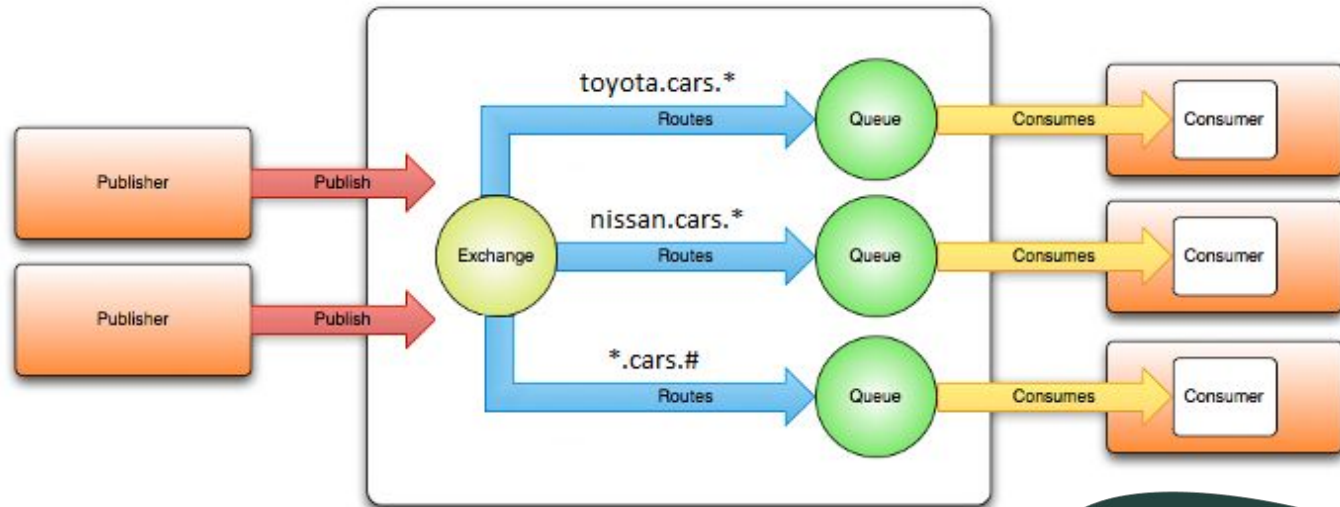 toyota.cars.*
Routes
Queue
Consumes
Consumer
Publisher
Publish
nissan.cars.*
Exchange
Routes
Queue
Consumes
Consumer
Publisher
Publish
*.cars.#
Routes
Queue
Consumes
Consumer